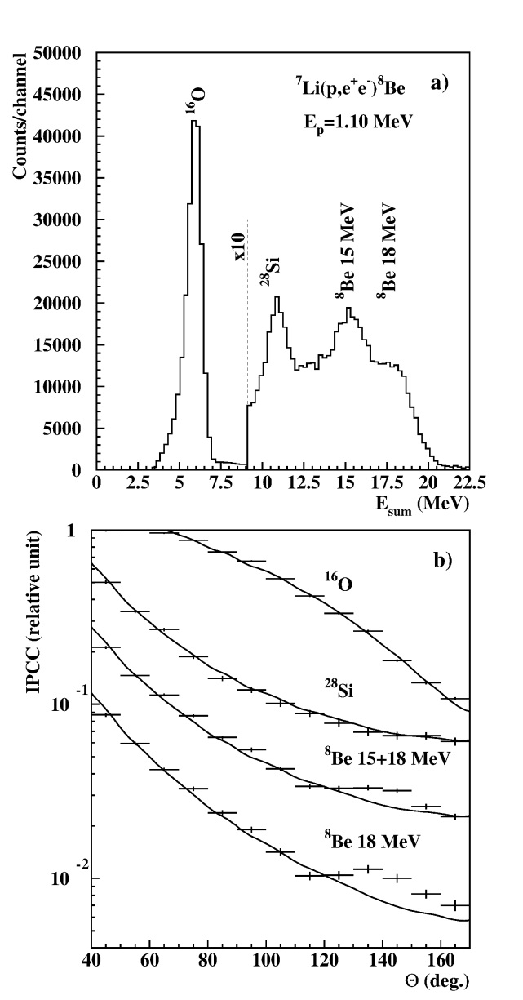 50000
45000
40000
35000
30000
25000
20000
15000
10000
5000
0
Counts/channel
⁷Li(p,e⁺e⁻)⁸Be
a)
Eₚ=1.10 MeV
¹⁶O
x10
²⁸Si
⁸Be 15 MeV
⁸Be 18 MeV
0 2.5 5 7.5 10 12.5 15 17.5 20 22.5
E_sum (MeV)
IPCC (relative unit)
1
10⁻¹
10⁻²
b)
¹⁶O
²⁸Si
⁸Be 15+18 MeV
⁸Be 18 MeV
40 60 80 100 120 140 160
Θ (deg.)